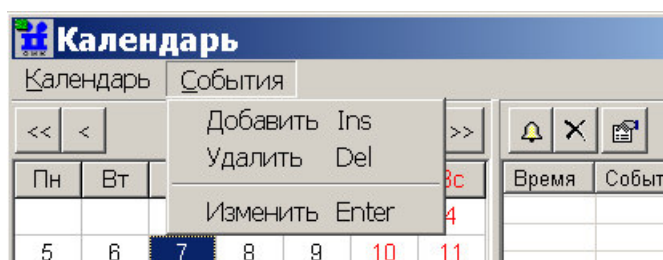 Календарь
Календарь События
<< < >>
Добавить Ins
Удалить Del
Изменить Enter
Пн Вт Вс Время Событ
4
5 6 7 8 9 10 11